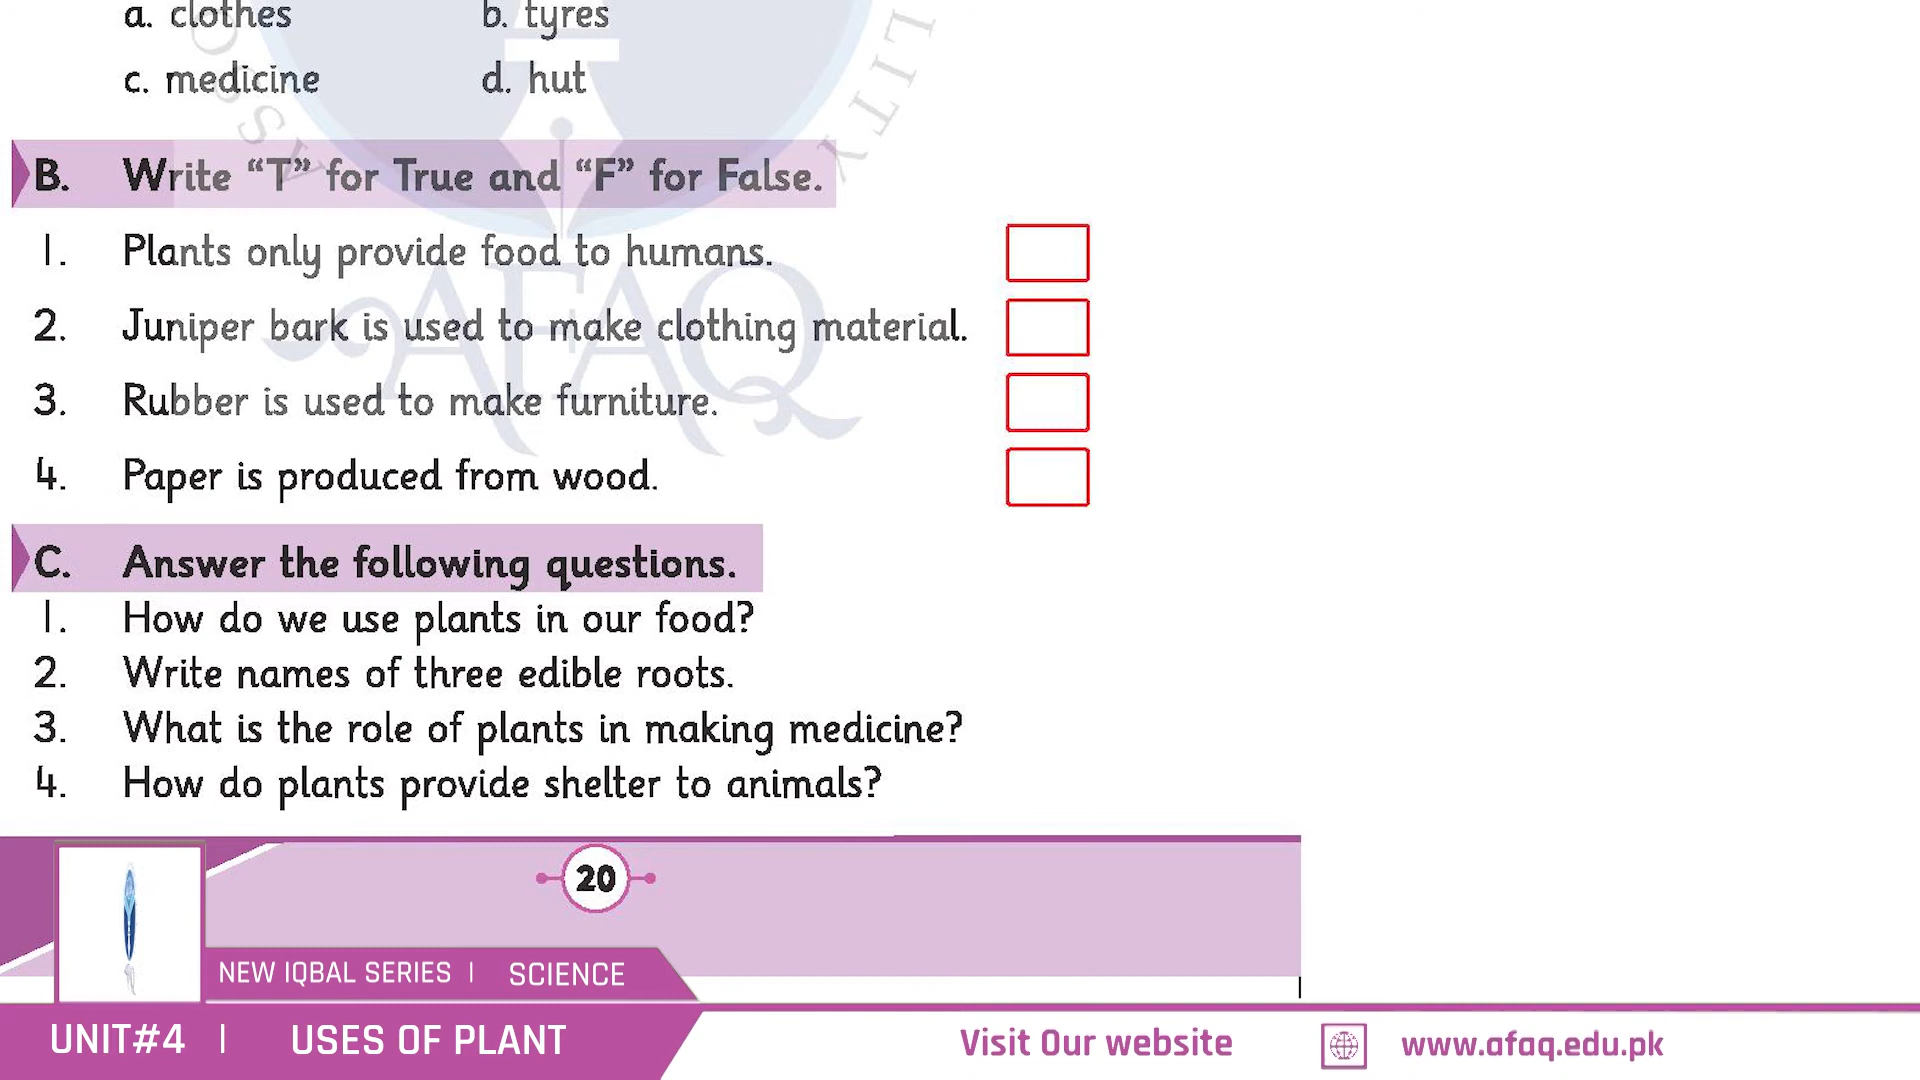 a. clothes b. tyres
c. medicine d. hut
B. Write “T” for True and “F” for False.
1. Plants only provide food to humans.
2. Juniper bark is used to make clothing material.
3. Rubber is used to make furniture.
4. Paper is produced from wood.
C. Answer the following questions.
1. How do we use plants in our food?
2. Write names of three edible roots.
3. What is the role of plants in making medicine?
4. How do plants provide shelter to animals?
20
NEW IQBAL SERIES | SCIENCE
UNIT#4 | USES OF PLANT
Visit Our website www.afaq.edu.pk
AFAQ